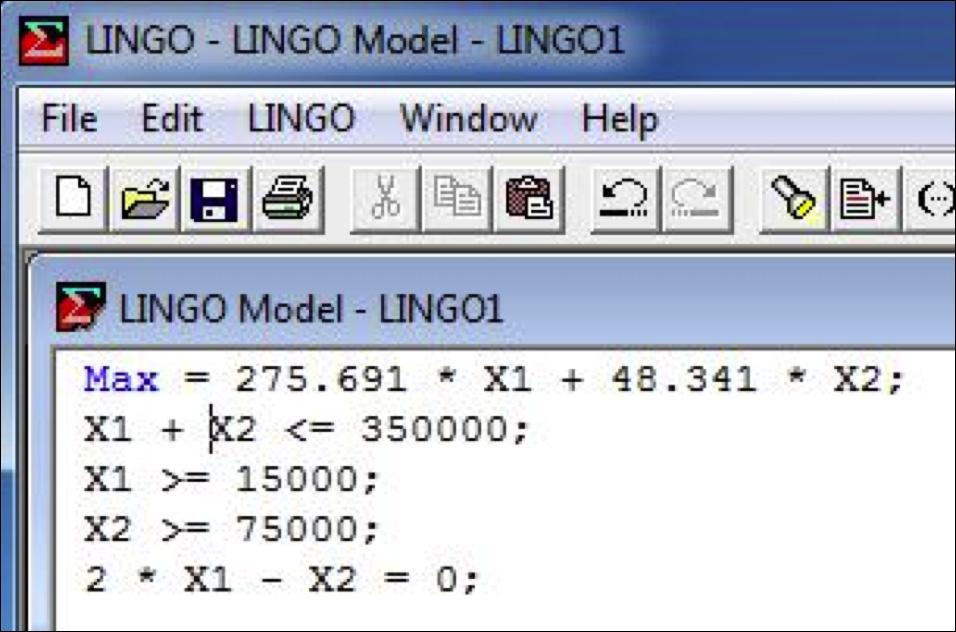 LINGO - LINGO Model - LINGO1
File Edit LINGO Window Help
LINGO Model - LINGO1
Max = 275.691 * X1 + 48.341 * X2;
X1 + X2 <= 350000;
X1 >= 15000;
X2 >= 75000;
2 * X1 - X2 = 0;